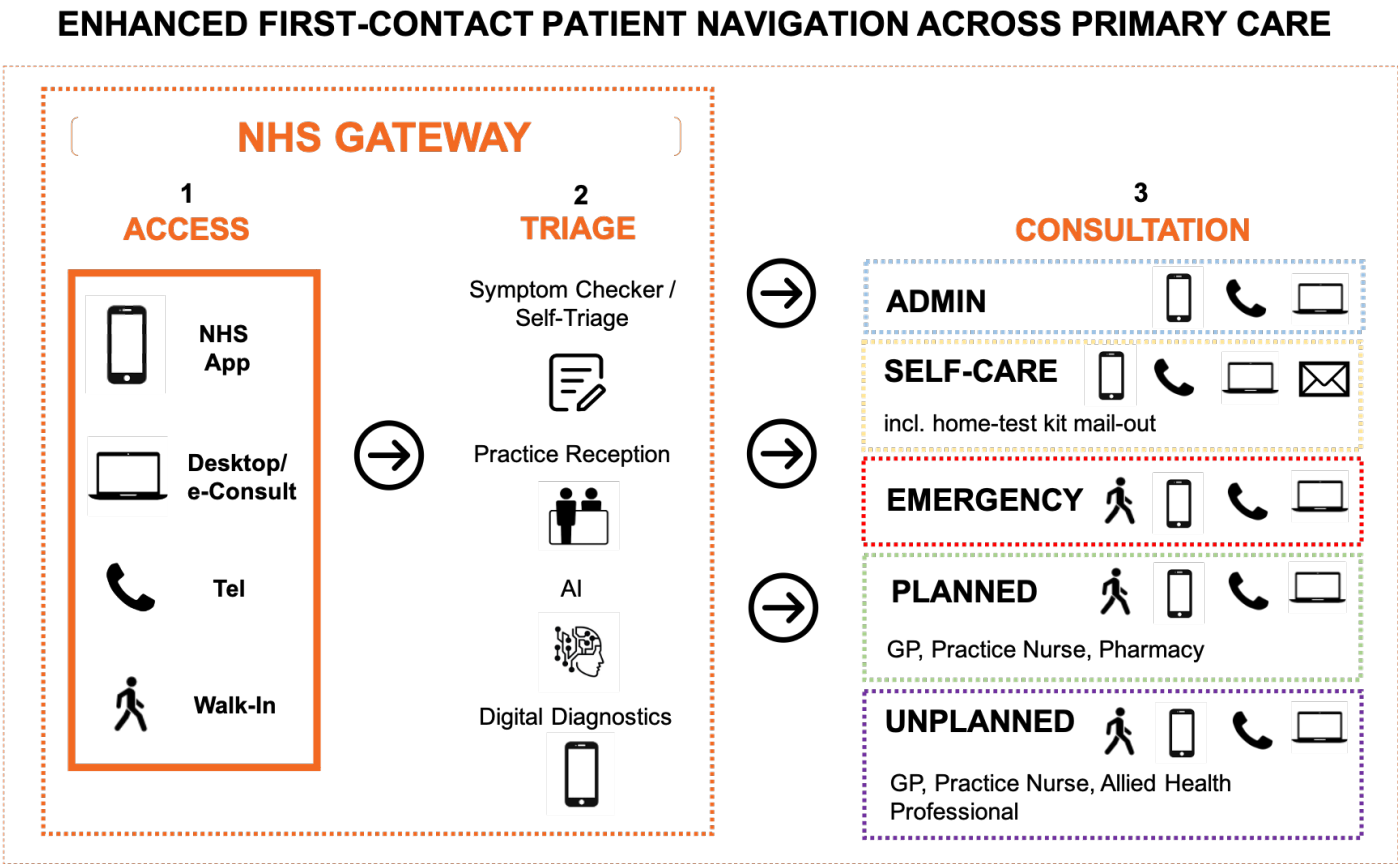 ENHANCED FIRST-CONTACT PATIENT NAVIGATION ACROSS PRIMARY CARE
NHS GATEWAY
1
ACCESS
NHS
App
Desktop/
e-Consult
Tel
Walk-In
2
TRIAGE
Symptom Checker /
Self-Triage
Practice Reception
AI
Digital Diagnostics
3
CONSULTATION
ADMIN
SELF-CARE
incl. home-test kit mail-out
EMERGENCY
PLANNED
GP, Practice Nurse, Pharmacy
UNPLANNED
GP, Practice Nurse, Allied Health
Professional